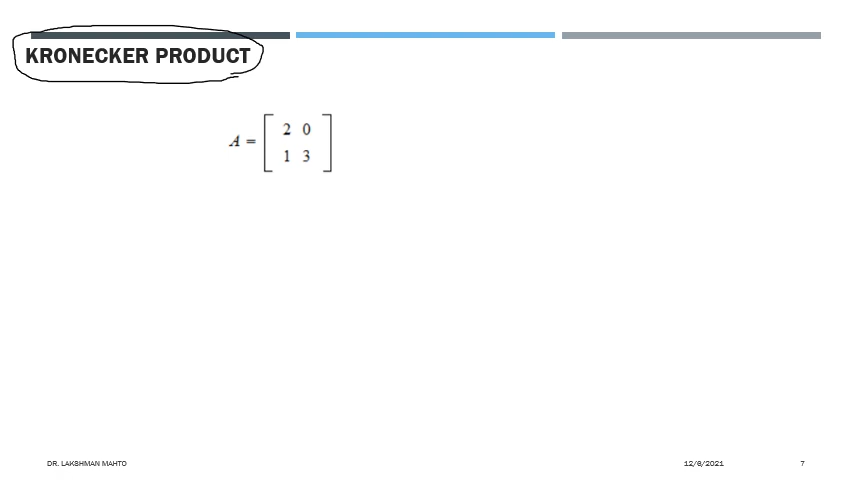 KRONECKER PRODUCT
A = [ 2 0
1 3 ]
DR. LAKSHMAN MAHTO 12/8/2021 7